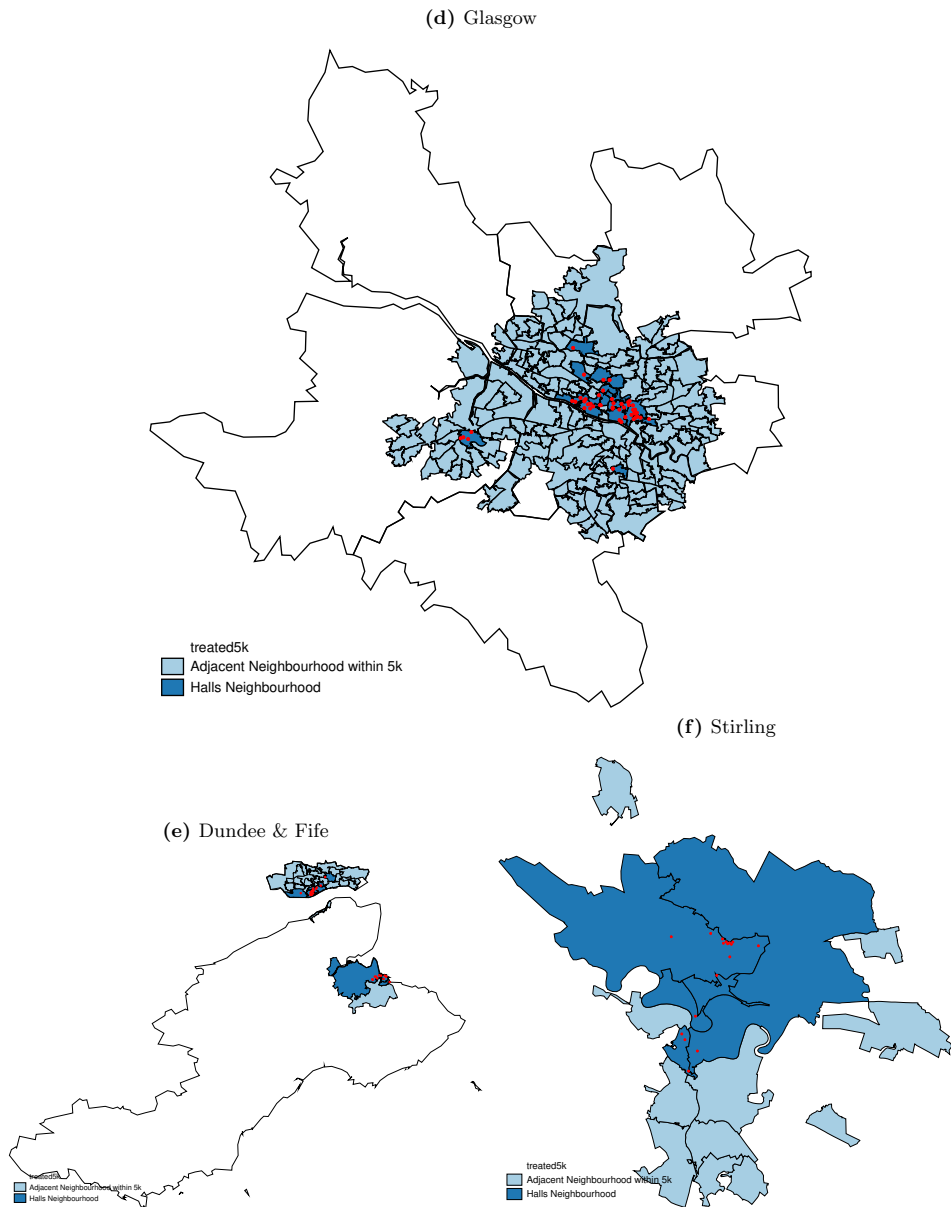 (d) Glasgow
treated5k
Adjacent Neighbourhood within 5k
Halls Neighbourhood
(f) Stirling
(e) Dundee & Fife
treated5k
Adjacent Neighbourhood within 5k
Halls Neighbourhood
treated5k
Adjacent Neighbourhood within 5k
Halls Neighbourhood